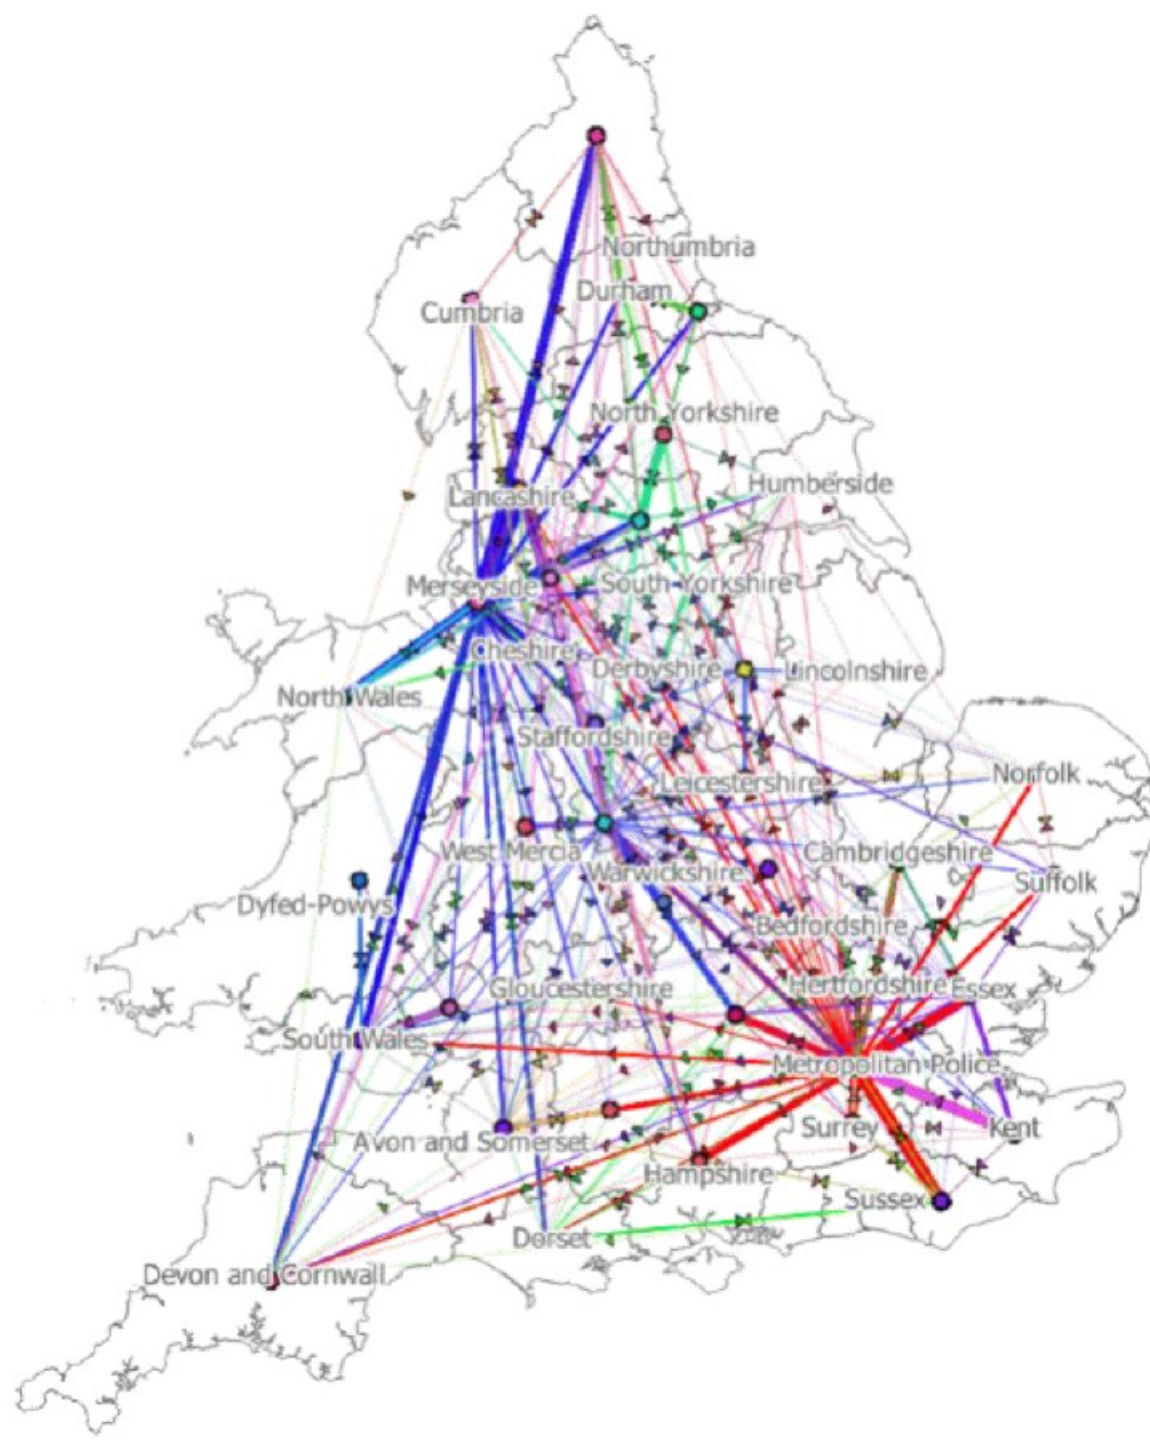 Northumbria
Durham
Cumbria
North Yorkshire
Humberside
Lancashire
Merseyside
South Yorkshire
Cheshire
Derbyshire
Lincolnshire
North Wales
Staffordshire
Leicestershire
Norfolk
West Mercia
Warwickshire
Cambridgeshire
Suffolk
Dyfed-Powys
Bedfordshire
Gloucestershire
Hertfordshire
Essex
South Wales
Metropolitan Police
Avon and Somerset
Surrey
Kent
Hampshire
Sussex
Dorset
Devon and Cornwall